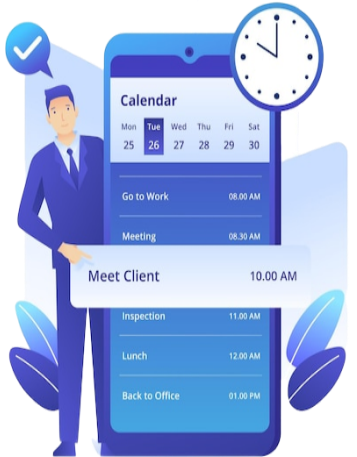 Calendar
Mon Tue Wed Thu Fri Sat
25 26 27 28 29 30
Go to Work 08.00 AM
Meeting 08.30 AM
Meet Client 10.00 AM
Inspection 11.00 AM
Lunch 12.00 AM
Back to Office 01.00 PM